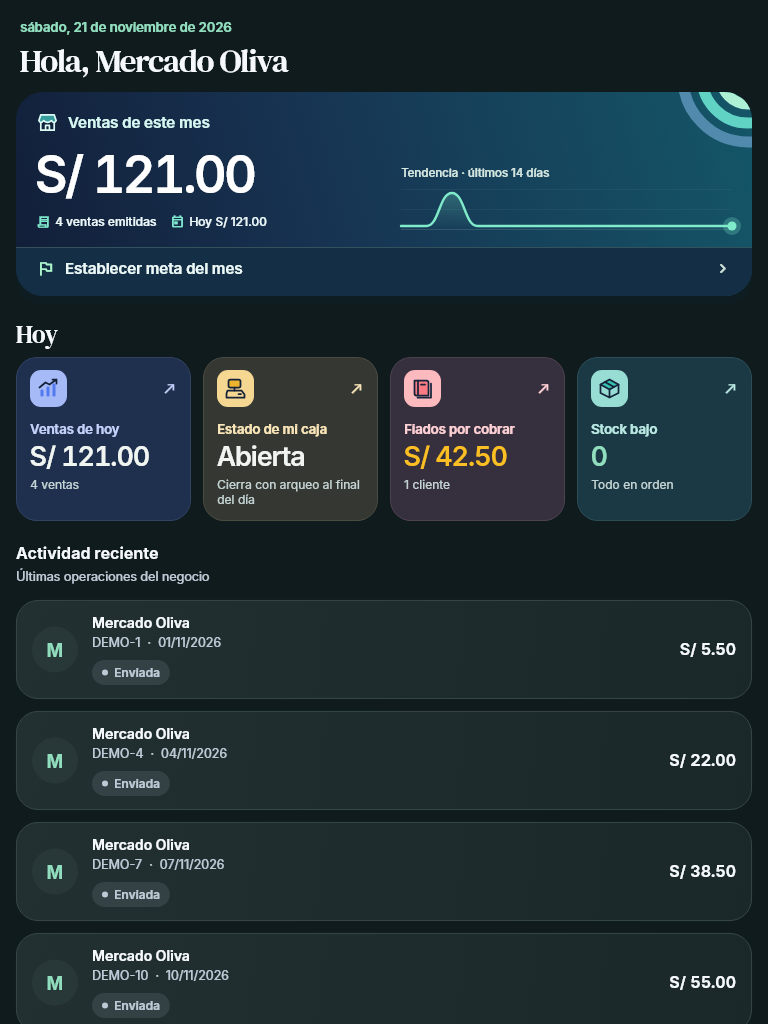 sábado, 21 de noviembre de 2026
Hola, Mercado Oliva
Ventas de este mes
S/ 121.00
4 ventas emitidas
Hoy S/ 121.00
Tendencia · últimos 14 días
Establecer meta del mes
Hoy
Ventas de hoy
S/ 121.00
4 ventas
Estado de mi caja
Abierta
Cierra con arqueo al final
del día
Fiados por cobrar
S/ 42.50
1 cliente
Stock bajo
0
Todo en orden
Actividad reciente
Últimas operaciones del negocio
M
Mercado Oliva
DEMO-1 · 01/11/2026
Enviada
S/ 5.50
M
Mercado Oliva
DEMO-4 · 04/11/2026
Enviada
S/ 22.00
M
Mercado Oliva
DEMO-7 · 07/11/2026
Enviada
S/ 38.50
M
Mercado Oliva
DEMO-10 · 10/11/2026
Enviada
S/ 55.00